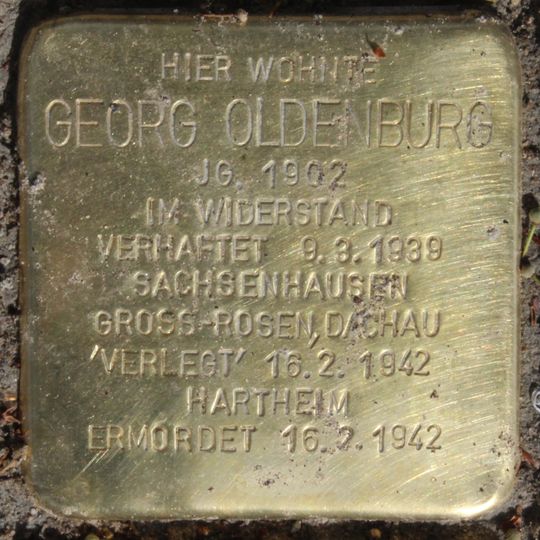 HIER WOHNTE
GEORG OLDENBURG
JG. 1902
IM WIDERSTAND
VERHAFTET 9.3.1939
SACHSENHAUSEN
GROSS-ROSEN, DACHAU
'VERLEGT' 16.2.1942
HARTHEIM
ERMORDET 16.2.1942